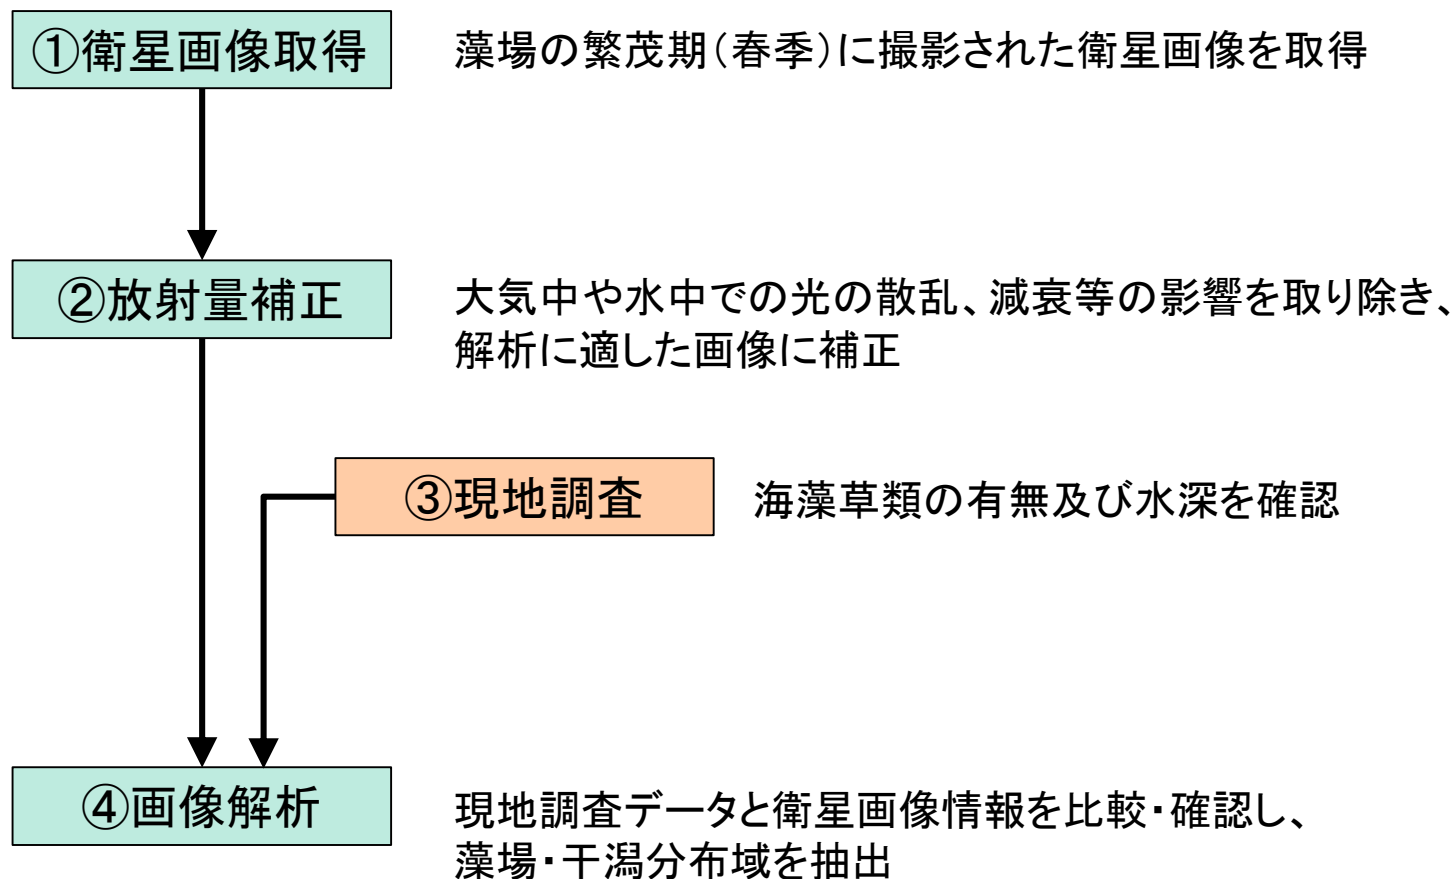 ①衛星画像取得
藻場の繁茂期(春季)に撮影された衛星画像を取得
②放射量補正
大気中や水中での光の散乱、減衰等の影響を取り除き、
解析に適した画像に補正
③現地調査
海藻草類の有無及び水深を確認
④画像解析
現地調査データと衛星画像情報を比較・確認し、
藻場・干潟分布域を抽出